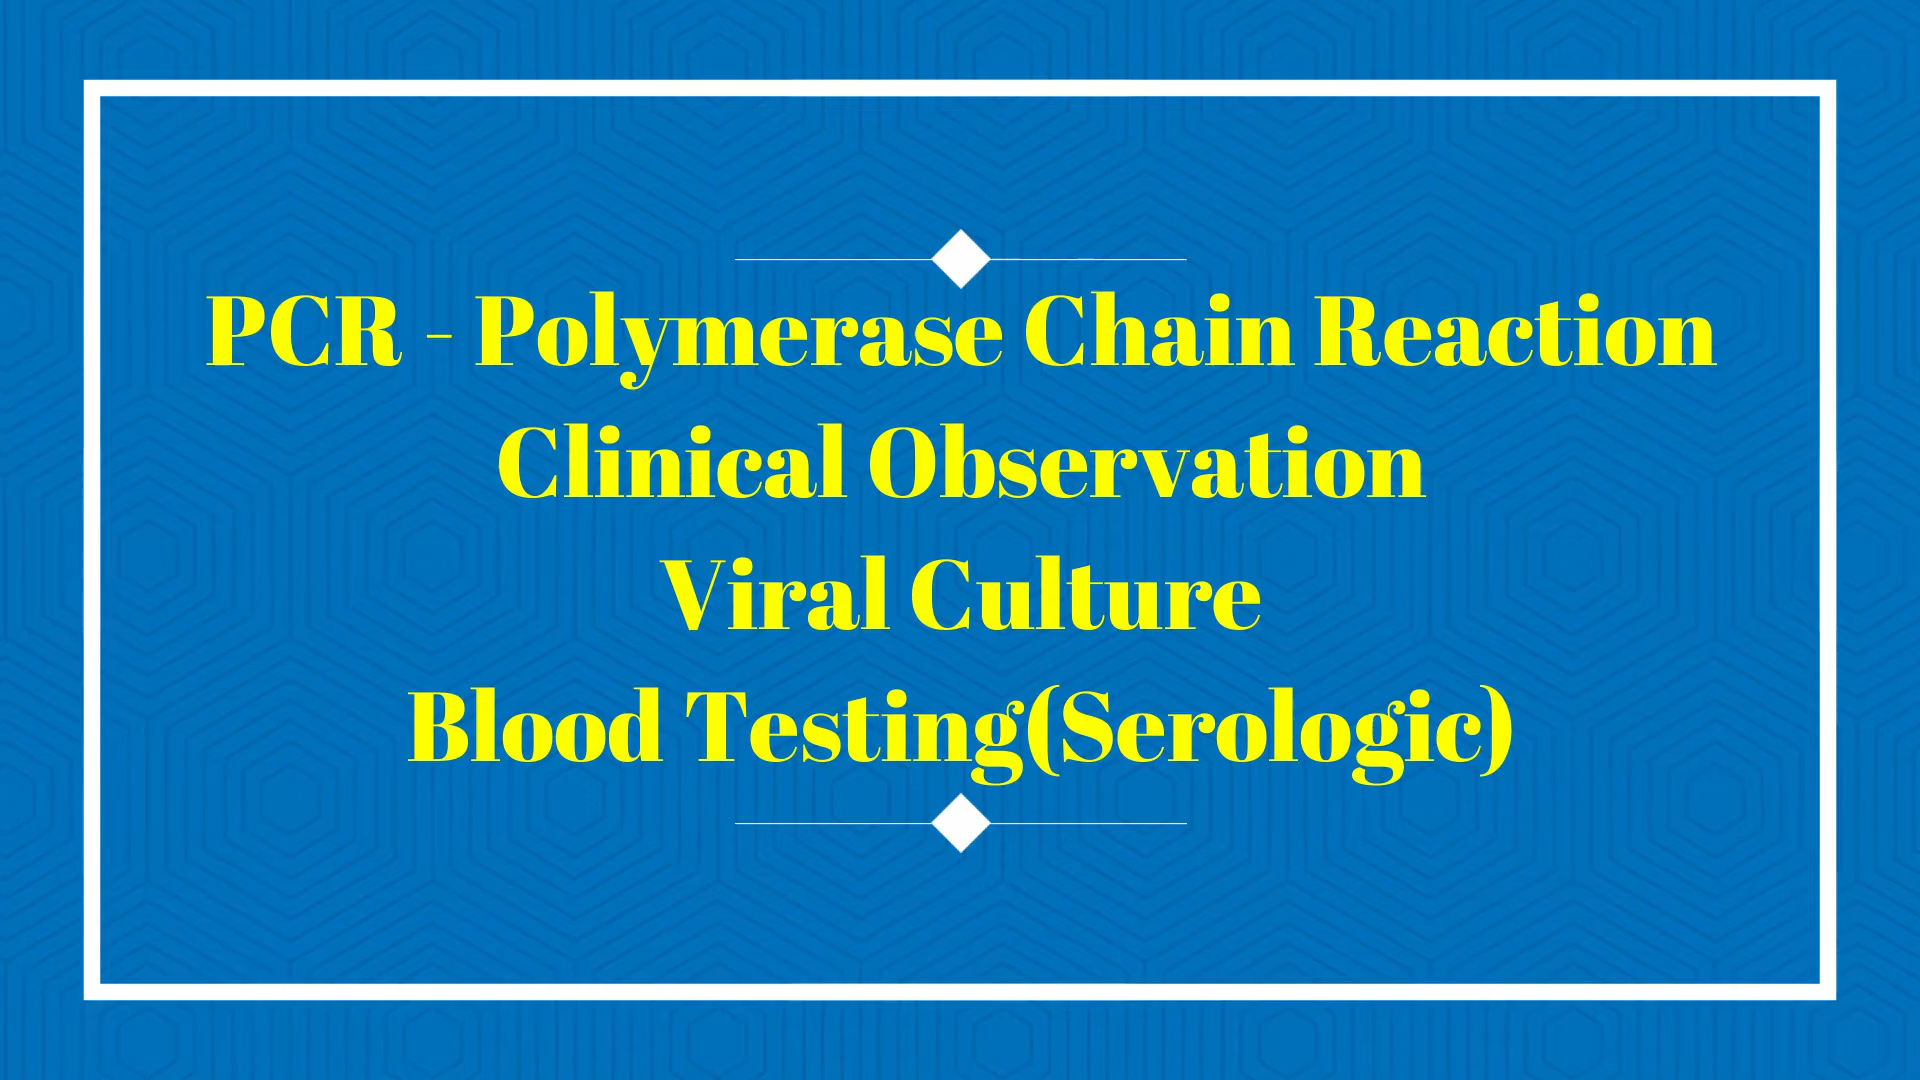 PCR - Polymerase Chain Reaction
Clinical Observation
Viral Culture
Blood Testing(Serologic)